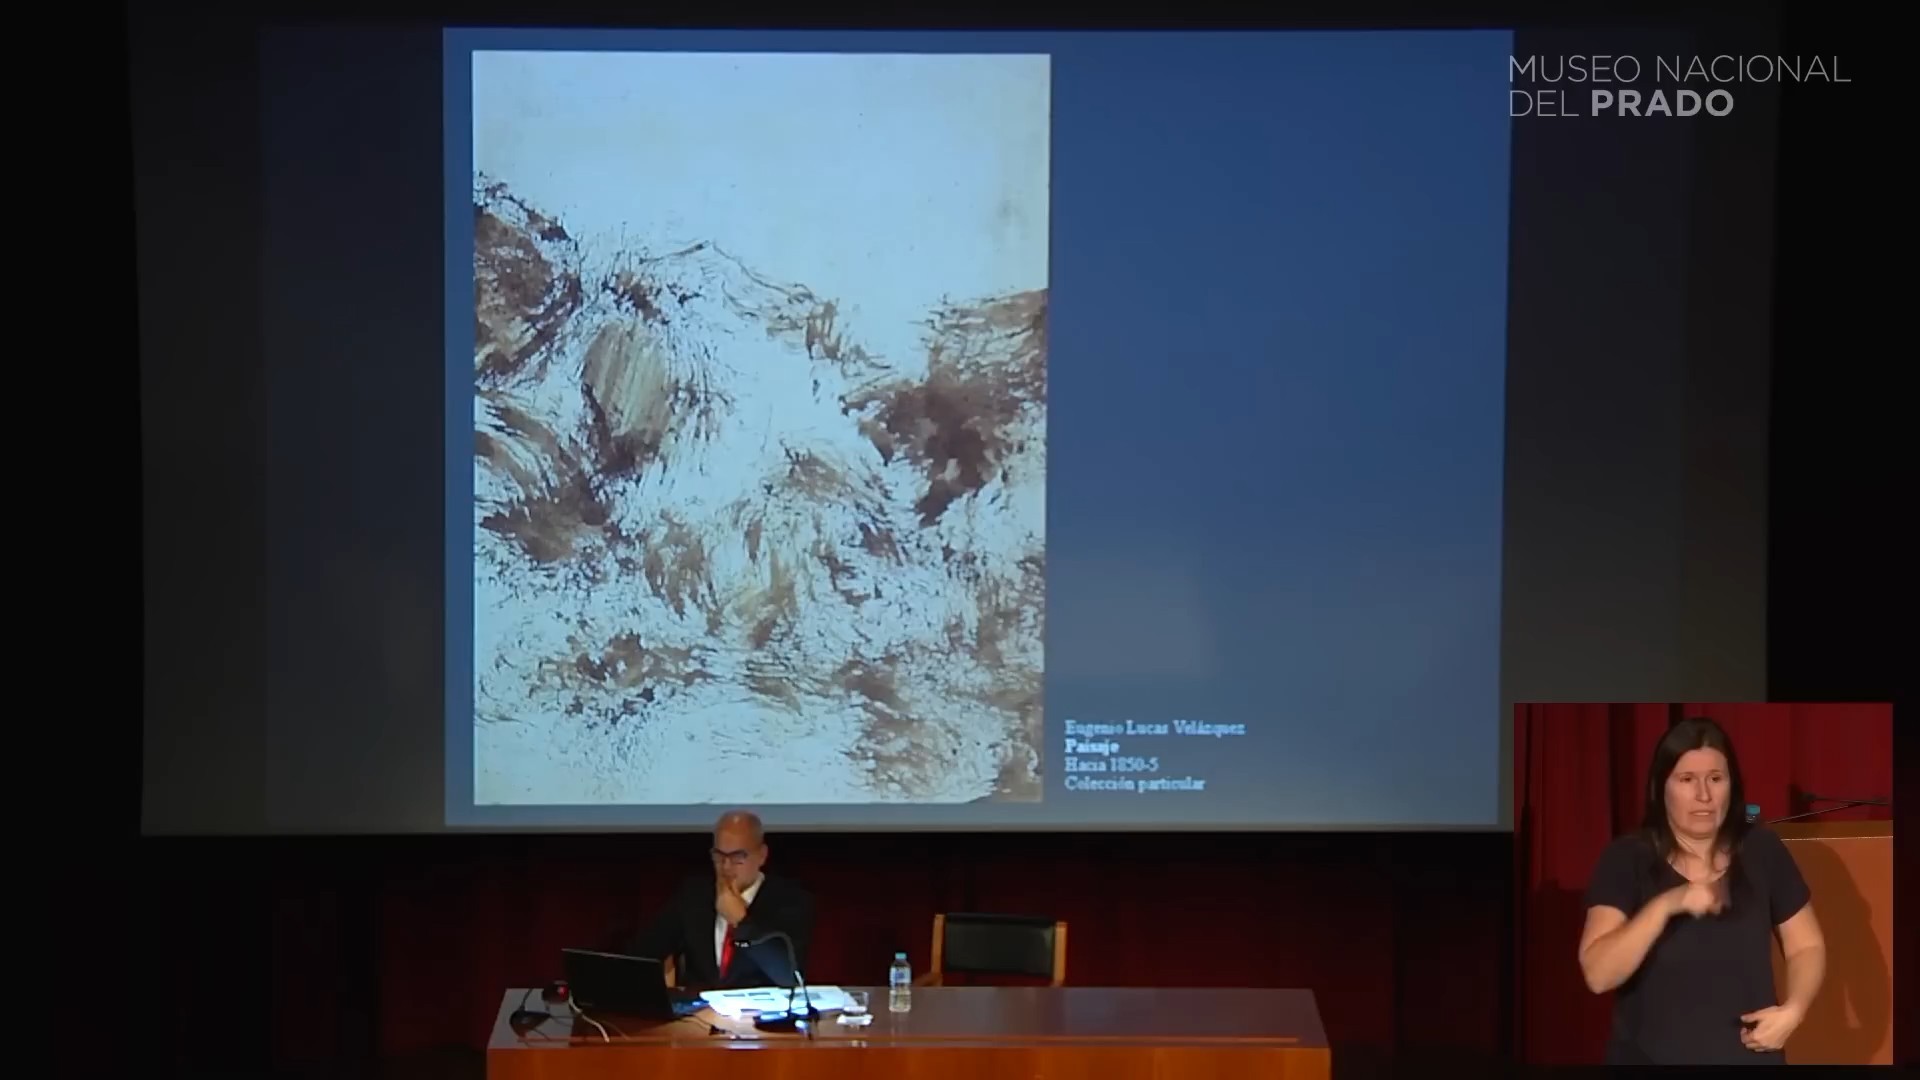 MUSEO NACIONAL
DEL PRADO
Eugenio Lucas Velázquez
Paisaje
Hacia 1850-5
Colección particular